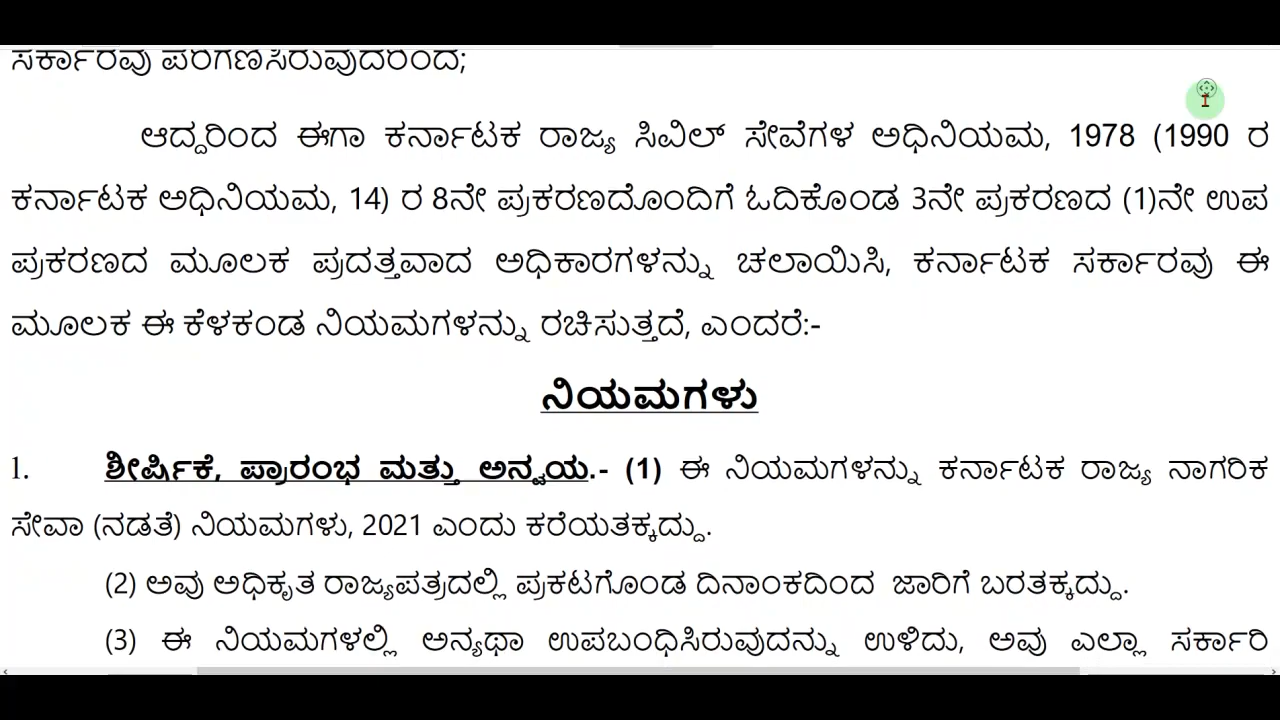 ಸರ್ಕಾರವು ಪರಿಗಣಿಸಿರುವುದರಿಂದ;
ಆದ್ದರಿಂದ ಈಗಾ ಕರ್ನಾಟಕ ರಾಜ್ಯ ಸಿವಿಲ್ ಸೇವೆಗಳ ಅಧಿನಿಯಮ, 1978 (1990 ರ
ಕರ್ನಾಟಕ ಅಧಿನಿಯಮ, 14) ರ 8ನೇ ಪ್ರಕರಣದೊಂದಿಗೆ ಓದಿಕೊಂಡ 3ನೇ ಪ್ರಕರಣದ (1)ನೇ ಉಪ
ಪ್ರಕರಣದ ಮೂಲಕ ಪ್ರದತ್ತವಾದ ಅಧಿಕಾರಗಳನ್ನು ಚಲಾಯಿಸಿ, ಕರ್ನಾಟಕ ಸರ್ಕಾರವು ಈ
ಮೂಲಕ ಈ ಕೆಳಕಂಡ ನಿಯಮಗಳನ್ನು ರಚಿಸುತ್ತದೆ, ಎಂದರೆ:-
ನಿಯಮಗಳು
1. ಶೀರ್ಷಿಕೆ, ಪ್ರಾರಂಭ ಮತ್ತು ಅನ್ವಯ.- (1) ಈ ನಿಯಮಗಳನ್ನು ಕರ್ನಾಟಕ ರಾಜ್ಯ ನಾಗರಿಕ
ಸೇವಾ (ನಡತೆ) ನಿಯಮಗಳು, 2021 ಎಂದು ಕರೆಯತಕ್ಕದ್ದು.
(2) ಅವು ಅಧಿಕೃತ ರಾಜ್ಯಪತ್ರದಲ್ಲಿ ಪ್ರಕಟಗೊಂಡ ದಿನಾಂಕದಿಂದ ಜಾರಿಗೆ ಬರತಕ್ಕದ್ದು.
(3) ಈ ನಿಯಮಗಳಲ್ಲಿ ಅನ್ಯಥಾ ಉಪಬಂಧಿಸಿರುವುದನ್ನು ಉಳಿದು, ಅವು ಎಲ್ಲಾ ಸರ್ಕಾರಿ